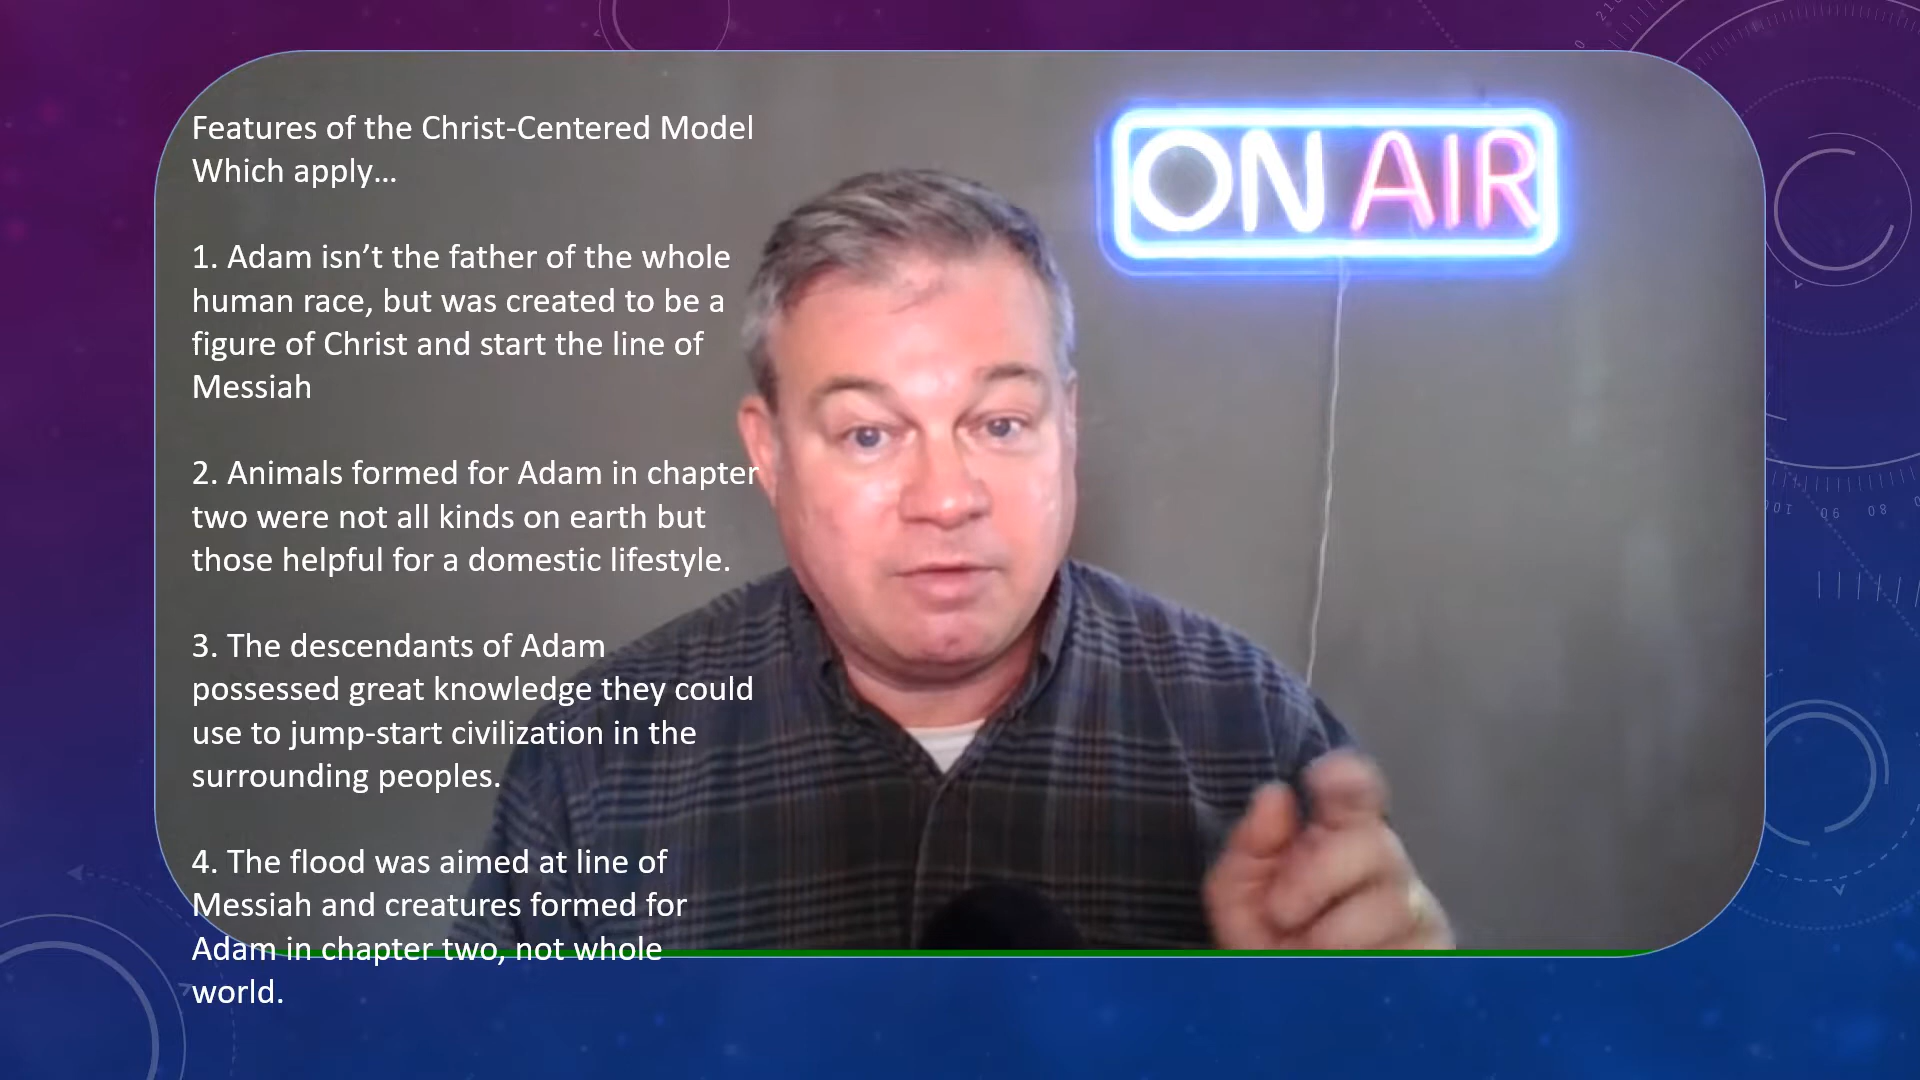 Features of the Christ-Centered Model
Which apply...
1. Adam isn’t the father of the whole
human race, but was created to be a
figure of Christ and start the line of
Messiah
2. Animals formed for Adam in chapter
two were not all kinds on earth but
those helpful for a domestic lifestyle.
3. The descendants of Adam
possessed great knowledge they could
use to jump-start civilization in the
surrounding peoples.
4. The flood was aimed at line of
Messiah and creatures formed for
Adam in chapter two, not whole
world.
ON AIR
80
90